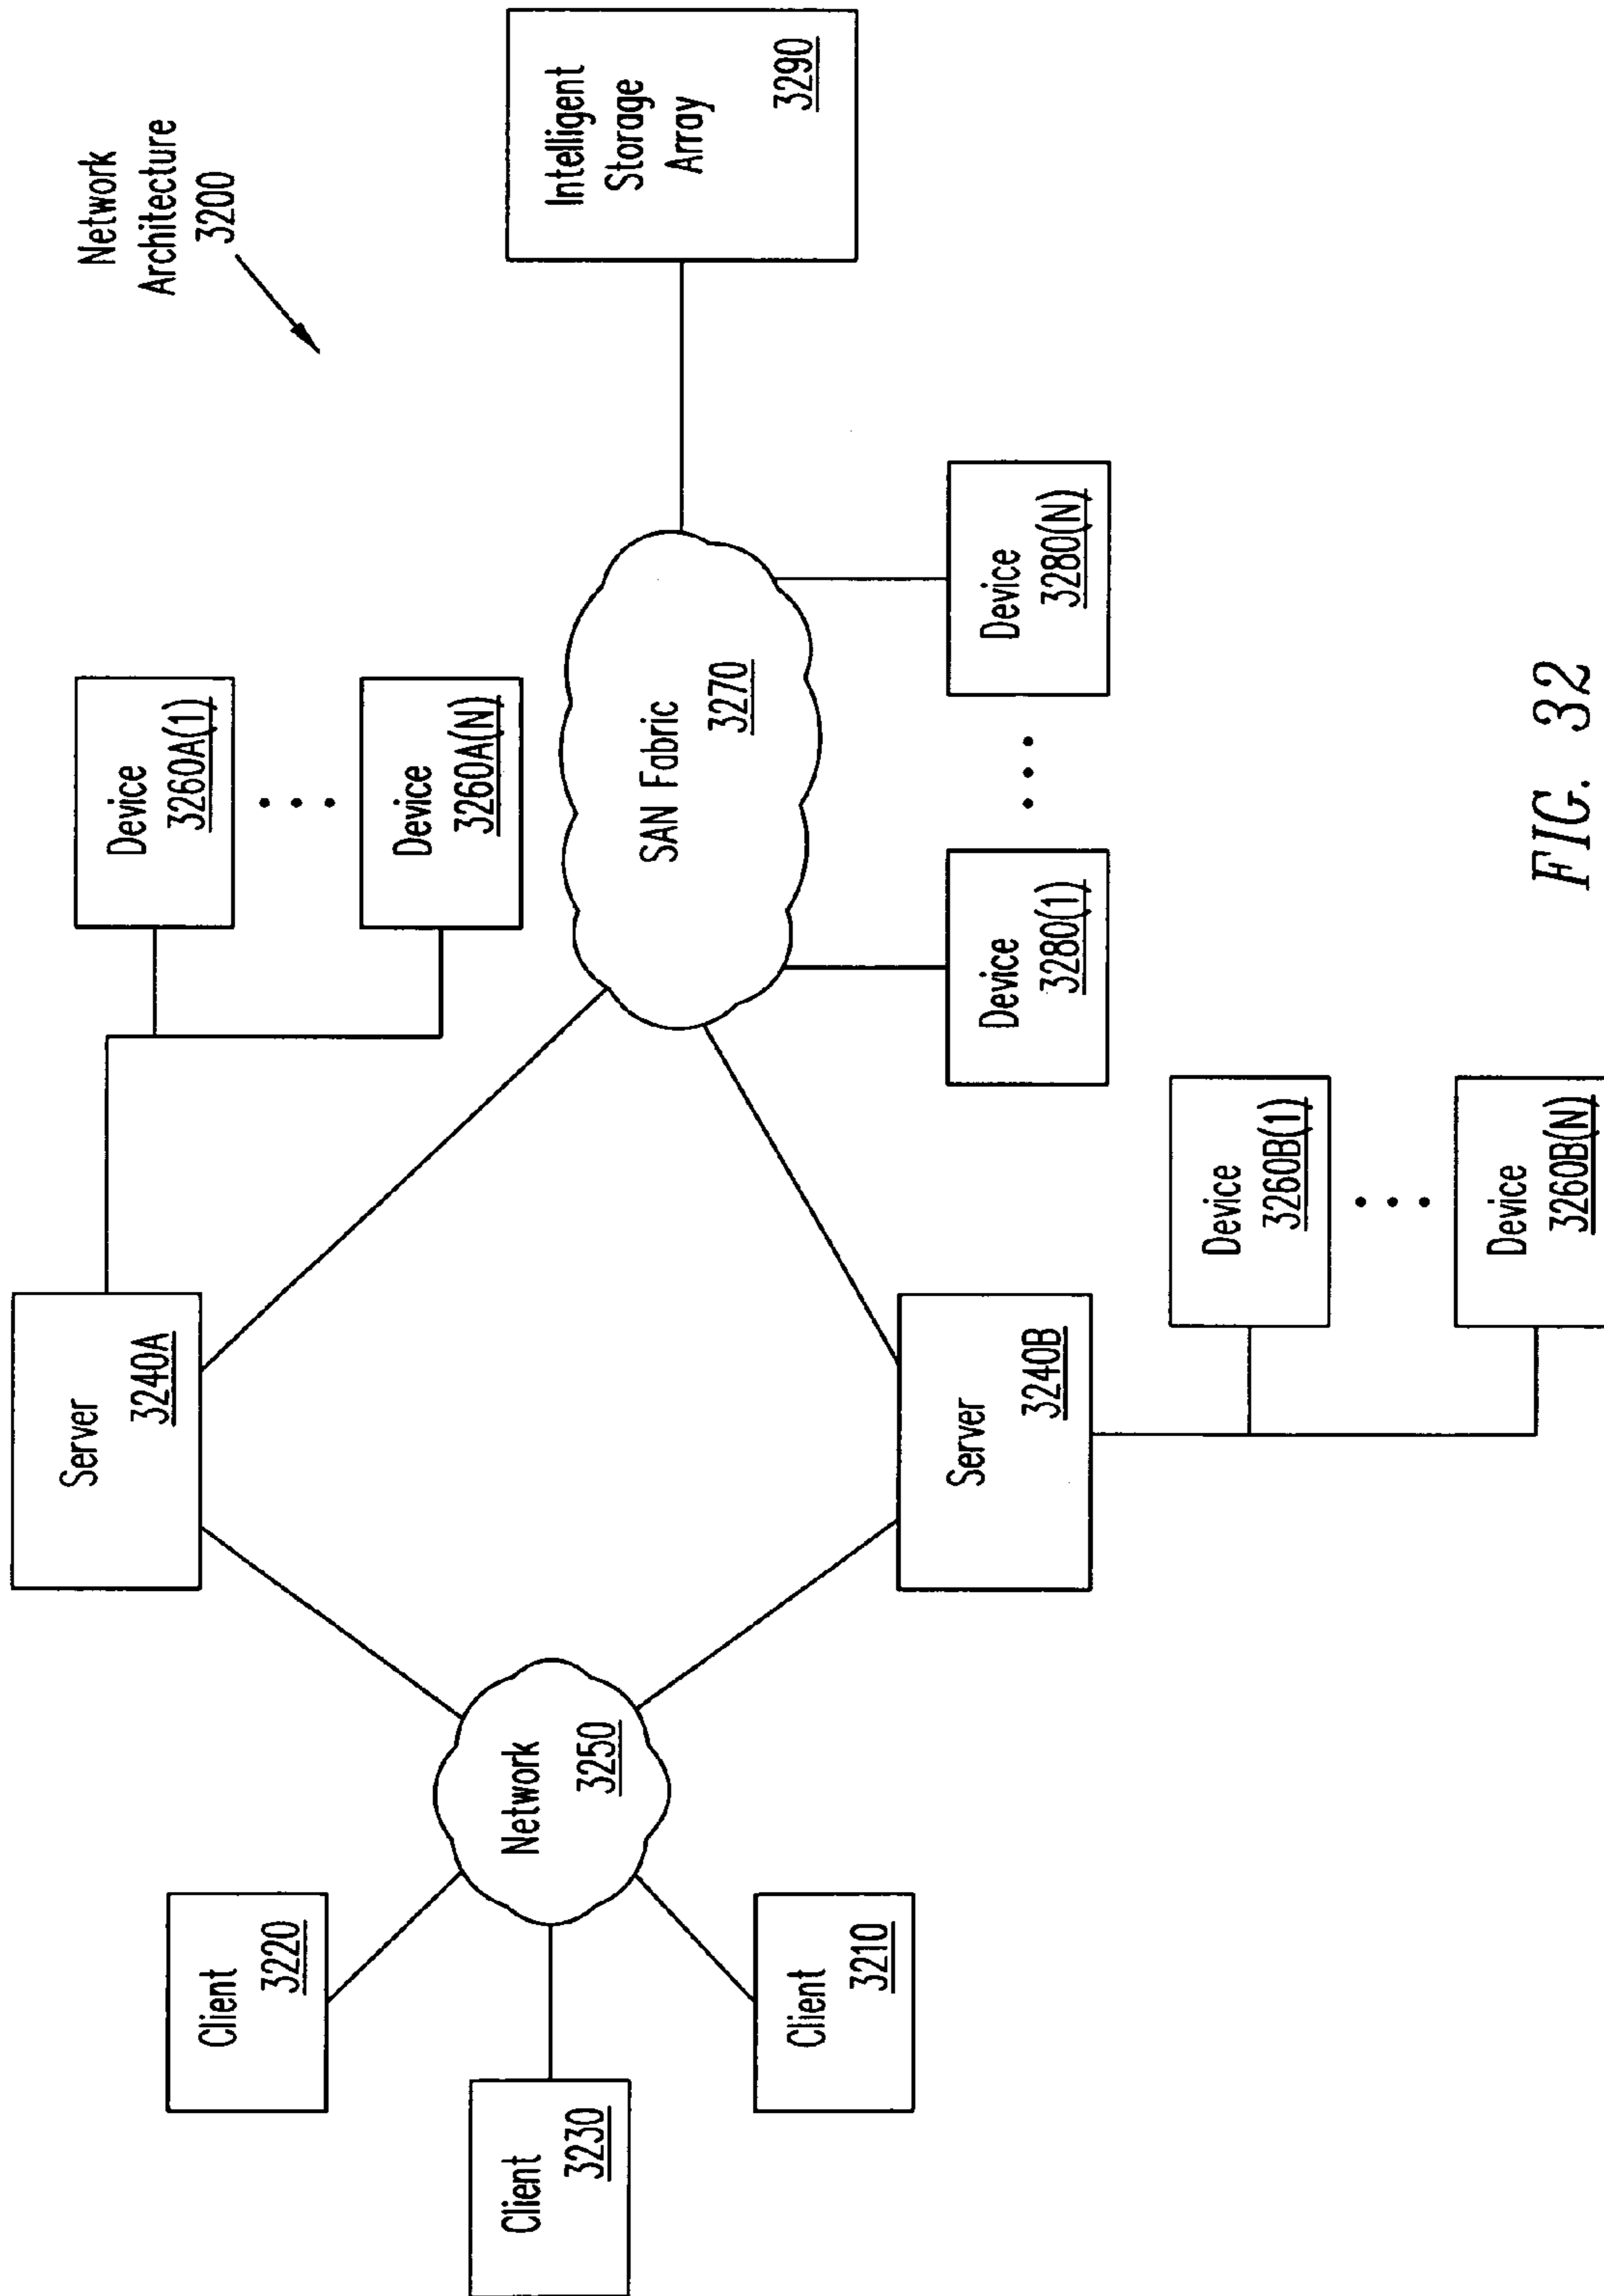 Network
Architecture
3200
Client
3220
Client
3230
Client
3210
Network
3250
Server
3240A
Server
3240B
Device
3260A(1)
Device
3260A(N)
Device
3260B(1)
Device
3260B(N)
SAN Fabric
3270
Device
3280(1)
Device
3280(N)
Intelligent
Storage
Array
3290
FIG. 32